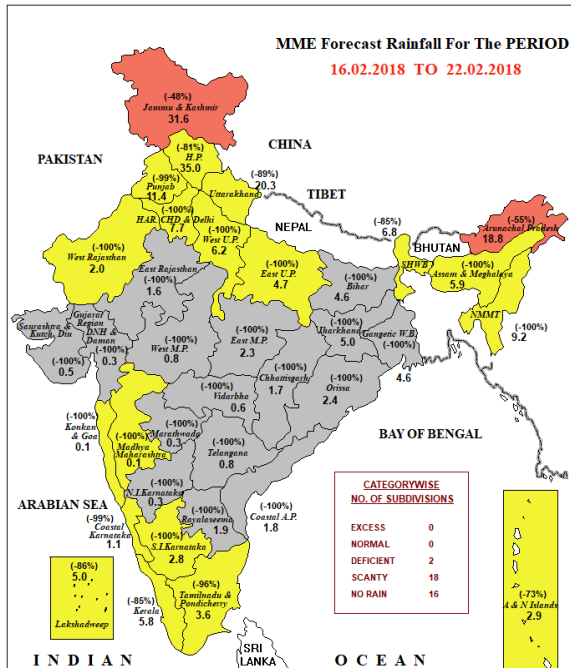 MME Forecast Rainfall For The PERIOD
16.02.2018 TO 22.02.2018
(-48%)
Jammu & Kashmir
31.6
CHINA
PAKISTAN
(-81%)
H.P.
35.0
(-99%)
Punjab
11.4
(-89%)
20.3
Uttarakhand
TIBET
(-100%)
HAR, CHD & Delhi
7.7
NEPAL
(-100%)
West U.P.
6.2
(-85%)
6.8
BHUTAN
(-55%)
Arunachal Pradesh
18.8
(-100%)
West Rajasthan
2.0
East Rajasthan
(-100%)
1.6
(-100%)
East U.P.
4.7
(-100%)
Bihar
4.6
SHWB
(-100%)
Assam & Meghalaya
5.9
NMMT
(-100%)
9.2
Saurashtra &
Kutch, Diu
(-100%)
0.5
Gujarat
Region
DNH &
Daman
(-100%)
0.3
(-100%)
West M.P.
0.8
(-100%)
East M.P.
2.3
(-100%)
Jharkhand
5.0
Gangetic W.B.
(-100%)
4.6
(-100%)
Chhattisgarh
1.7
(-100%)
Orissa
2.4
(-100%)
Vidarbha
0.6
(-100%)
Konkan
& Goa
0.1
(-100%)
Madhya
Maharashtra
0.1
(-100%)
Marathwada
0.3
(-100%)
Telangana
0.8
BAY OF BENGAL
ARABIAN SEA
(-100%)
N.I.Karnataka
0.3
(-100%)
Rayalaseema
1.9
(-100%)
Coastal A.P.
1.8
(-99%)
Coastal
Karnataka
1.1
(-100%)
S.I.Karnataka
2.8
(-86%)
5.0
Lakshadweep
(-85%)
Kerala
5.8
(-96%)
Tamilnadu &
Pondicherry
3.6
CATEGORYWISE
NO. OF SUBDIVISIONS
EXCESS 0
NORMAL 0
DEFICIENT 2
SCANTY 18
NO RAIN 16
(-73%)
A & N Islands
2.9
SRI
LANKA
INDIAN OCEAN